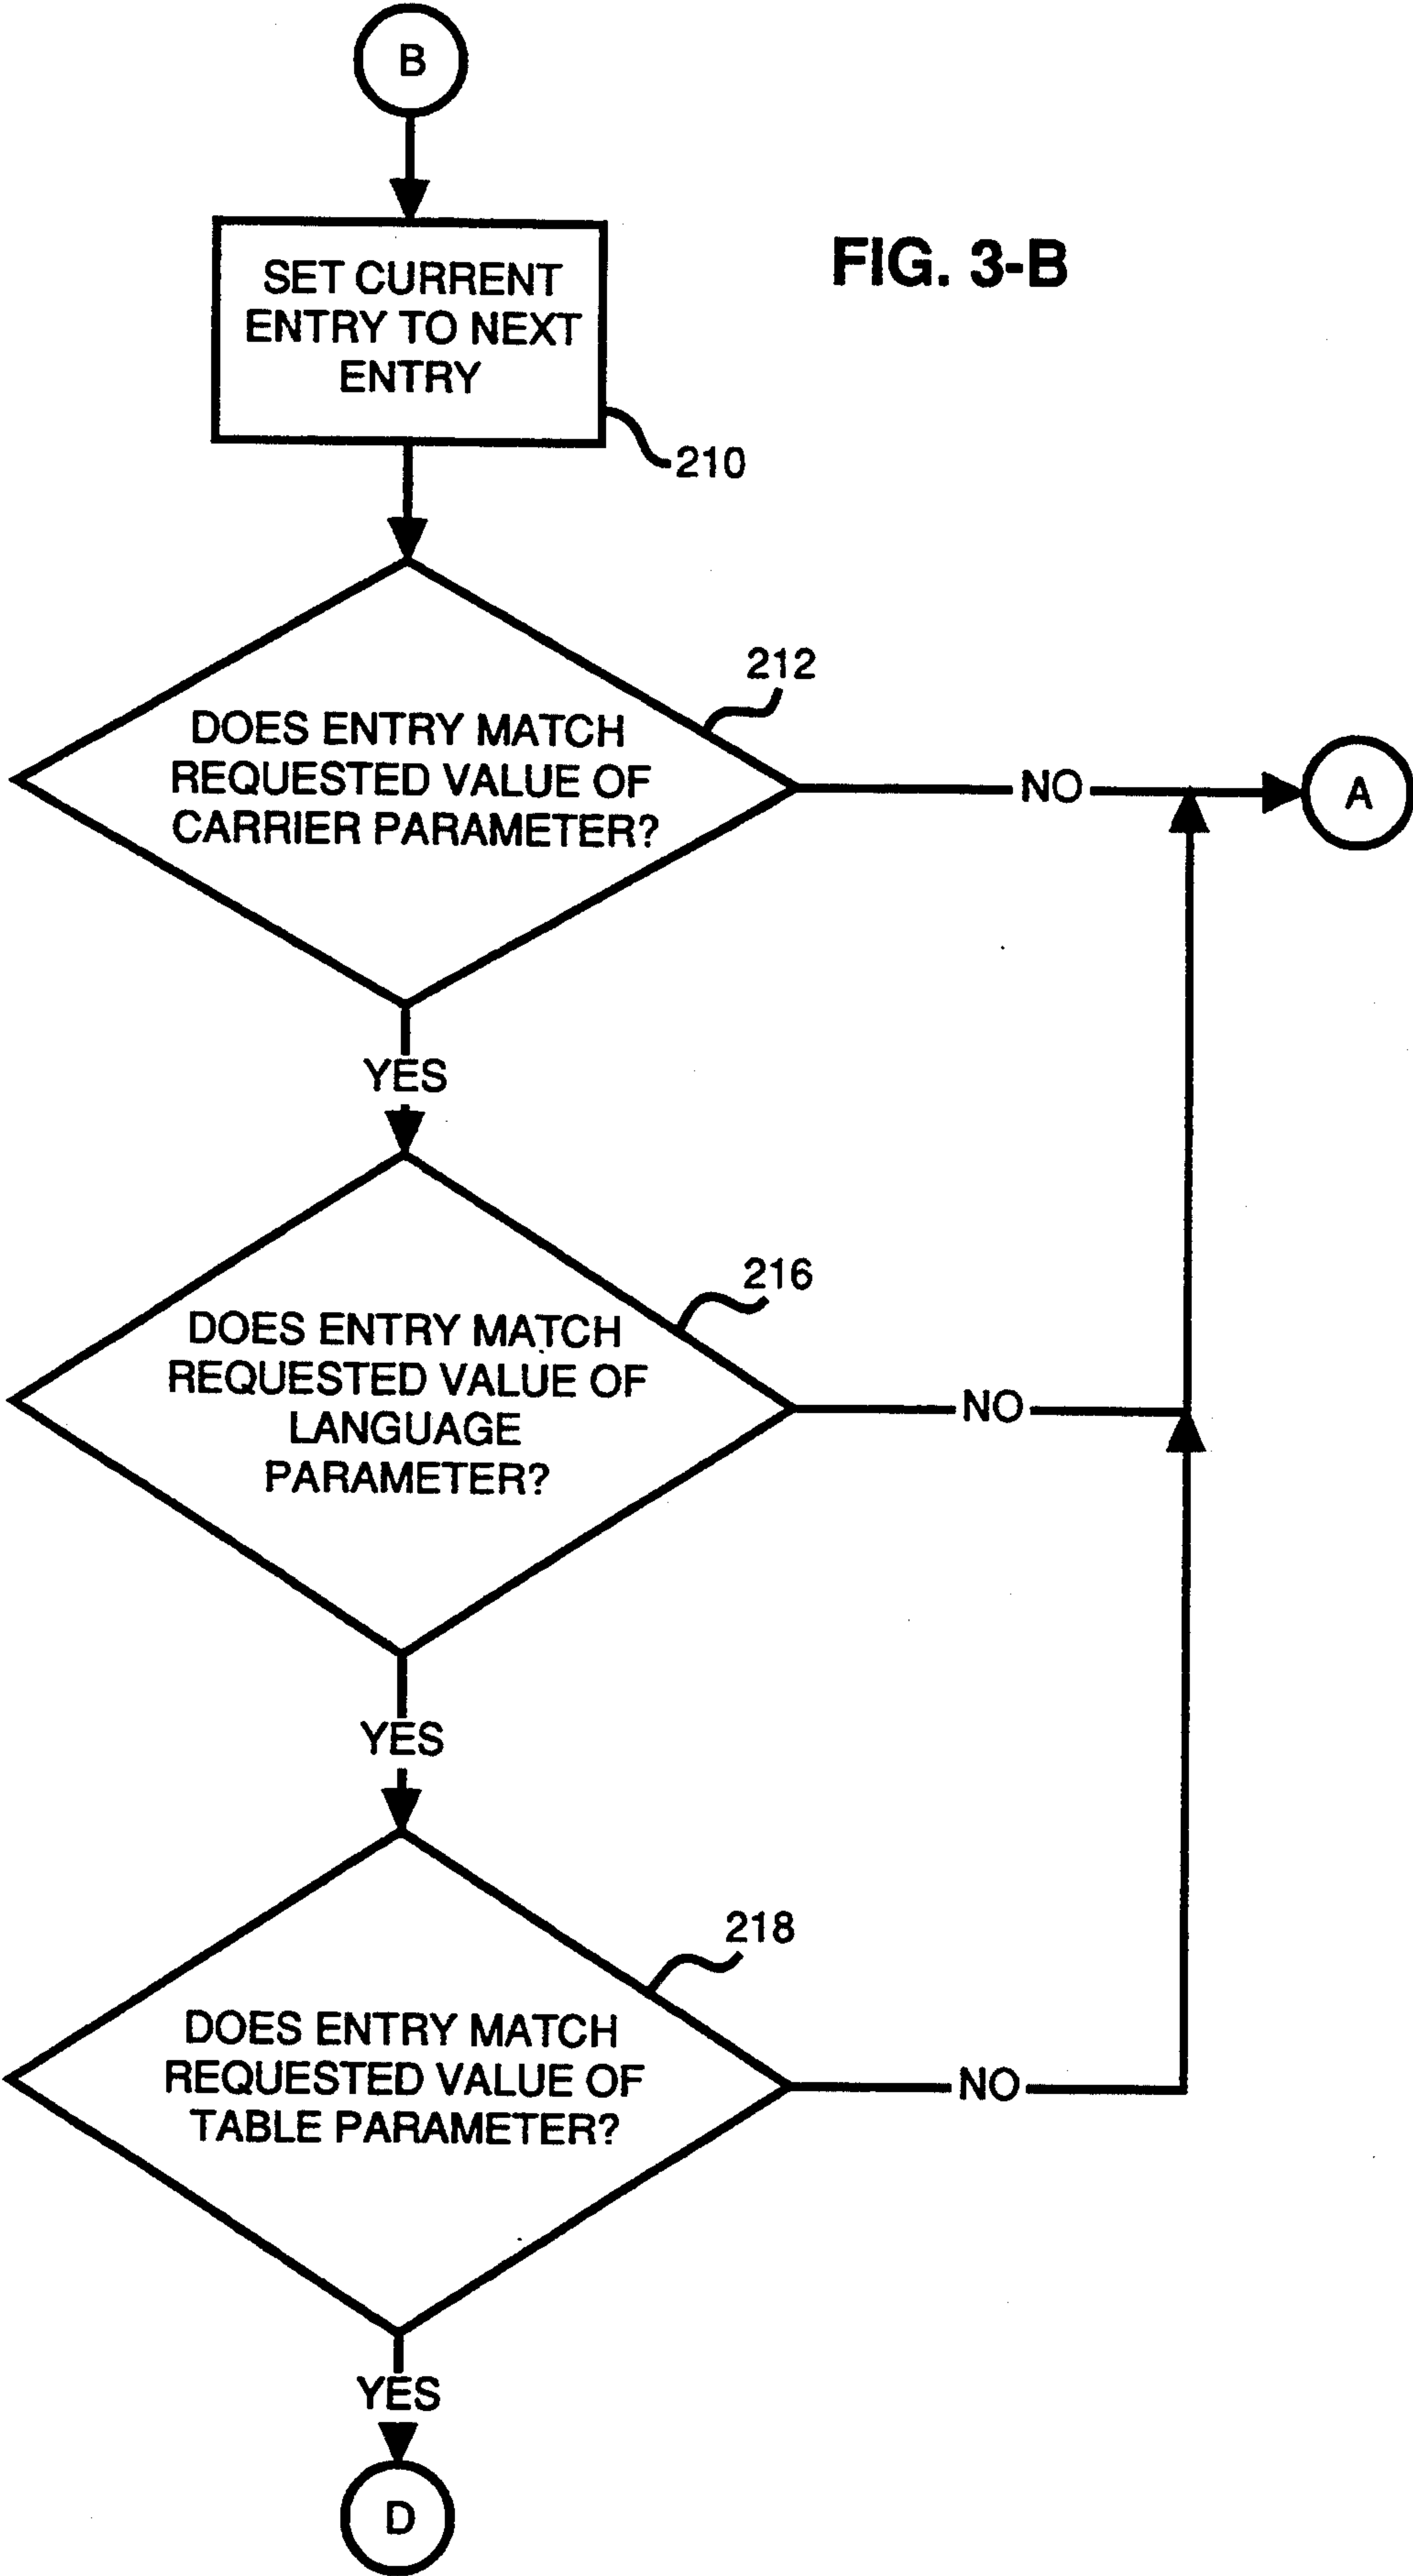 B
SET CURRENT
ENTRY TO NEXT
ENTRY
FIG. 3-B
210
212
DOES ENTRY MATCH
REQUESTED VALUE OF
CARRIER PARAMETER?
NO
A
YES
216
DOES ENTRY MATCH
REQUESTED VALUE OF
LANGUAGE
PARAMETER?
NO
YES
218
DOES ENTRY MATCH
REQUESTED VALUE OF
TABLE PARAMETER?
NO
YES
D